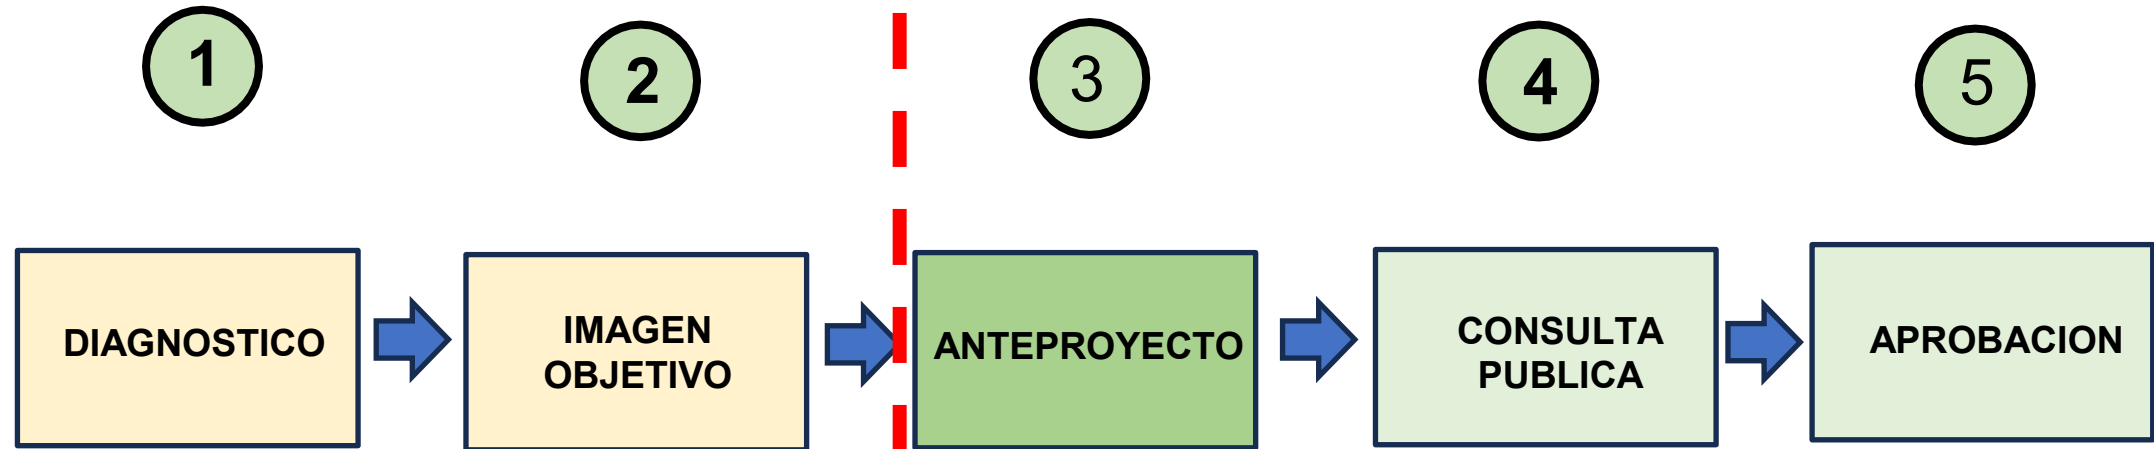 1
2
3
4
5
DIAGNOSTICO
IMAGEN
OBJETIVO
ANTEPROYECTO
CONSULTA
PUBLICA
APROBACION